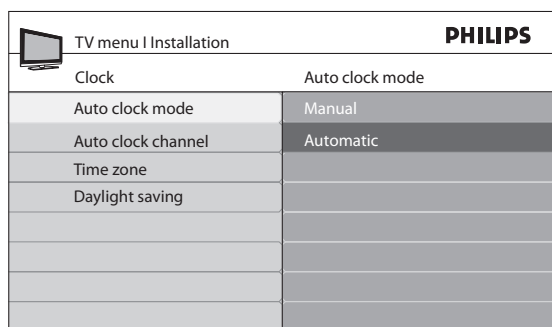 TV menu I Installation
PHILIPS
Clock
Auto clock mode
Auto clock mode
Manual
Auto clock channel
Automatic
Time zone
Daylight saving